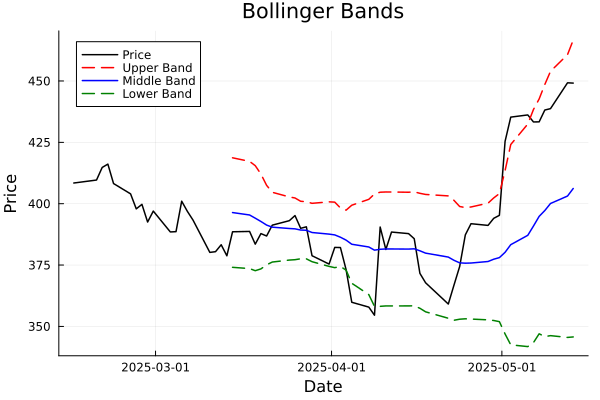 Bollinger Bands
Price
Upper Band
Middle Band
Lower Band
450
425
400
375
350
Price
2025-03-01
2025-04-01
2025-05-01
Date